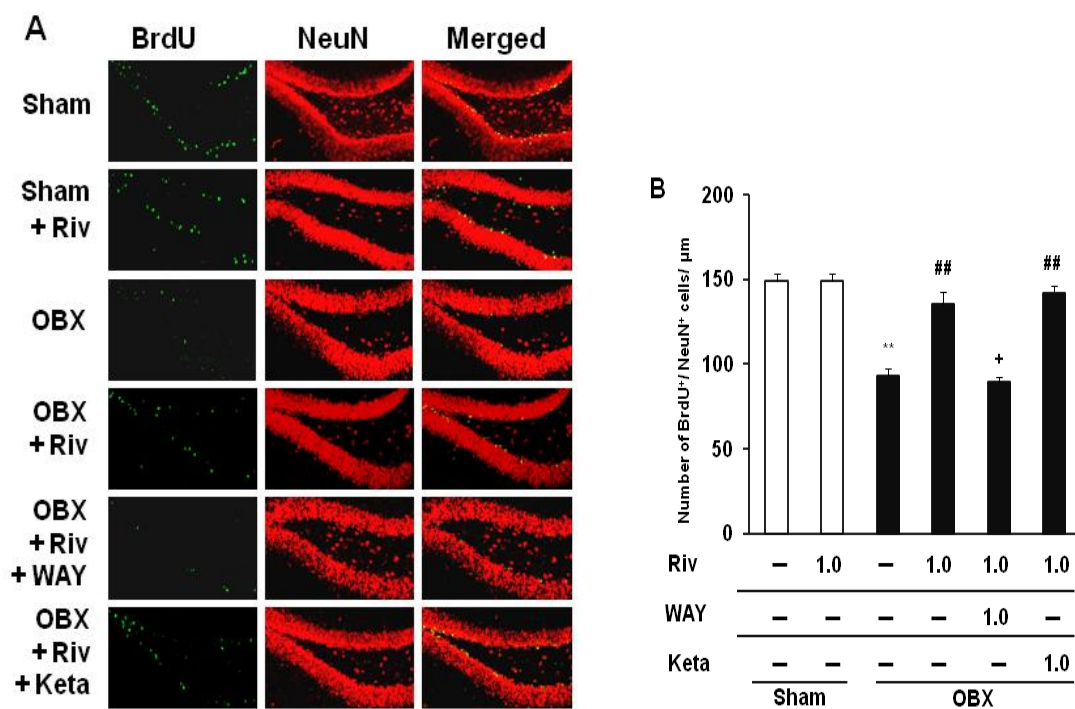 A
BrdU NeuN Merged
Sham
Sham
+ Riv
OBX
OBX
+ Riv
OBX
+ Riv
+ WAY
OBX
+ Riv
+ Keta
B
Number of BrdU⁺/ NeuN⁺ cells/ µm
200
150
100
50
0
** ## + ##
Riv – 1.0 – 1.0 1.0 1.0
WAY – – – – 1.0 –
Keta – – – – – 1.0
Sham OBX